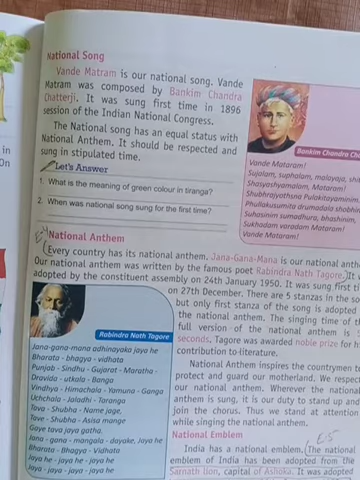 in
On
National Song
Vande Matram is our national song. Vande
Matram was composed by Bankim Chandra
Chatterji. It was sung first time in 1896
session of the Indian National Congress.
The National song has an equal status with
National Anthem. It should be respected and
sung in stipulated time.
Let's Answer
1. What is the meaning of green colour in tiranga?
2. When was national song sung for the first time?
Bankim Chandra Cha
Vande Mataram!
Sujalam, suphalam, malayaja, shit
Shasyashyamalam, Mataram!
Shubhrajyothsna Pulakitayaminim,
Phullakusumita drumadala shobhin
Suhasinim sumadhura, bhashinim,
Sukhadam varadam Mataram!
Vande Mataram!
National Anthem
Every country has its national anthem. Jana-Gana-Mana is our national anth
Our national anthem was written by the famous poet Rabindra Nath Tagore. It
adopted by the constituent assembly on 24th January 1950. It was sung first ti
on 27th December. There are 5 stanzas in the so
but only first stanza of the song is adopted
the national anthem. The singing time of th
full version of the national anthem is
seconds. Tagore was awarded noble prize for h
contribution to literature.
Rabindra Nath Tagore
Jana-gana-mana adhinayaka jaya he
Bharata - bhagya - vidhata
Punjab - Sindhu - Gujarat - Maratha -
Dravida - utkala - Banga
Vindhya - Himachala - Yamuna - Ganga
Uchchala - Jaladhi - Taranga
Tava - Shubha - Name jage,
Tave - Shubha - Asisa mange
Gaye tava jaya gatha.
Jana - gana - mangala - dayake, Jaya he
Bharata - Bhagya - Vidhata
Jaya he - jaya he - jaya he
Jaya - jaya - jaya - jaya he
National Anthem inspires the countrymen to
protect and guard our motherland. We respec
our national anthem. Wherever the national
anthem is sung, it is our duty to stand up and
join the chorus. Thus we stand at attention
while singing the national anthem.
National Emblem
E-5
India has a national emblem. The national
emblem of India has been adopted from the
Sarnath lion, capital of Ashoka. It was adopted